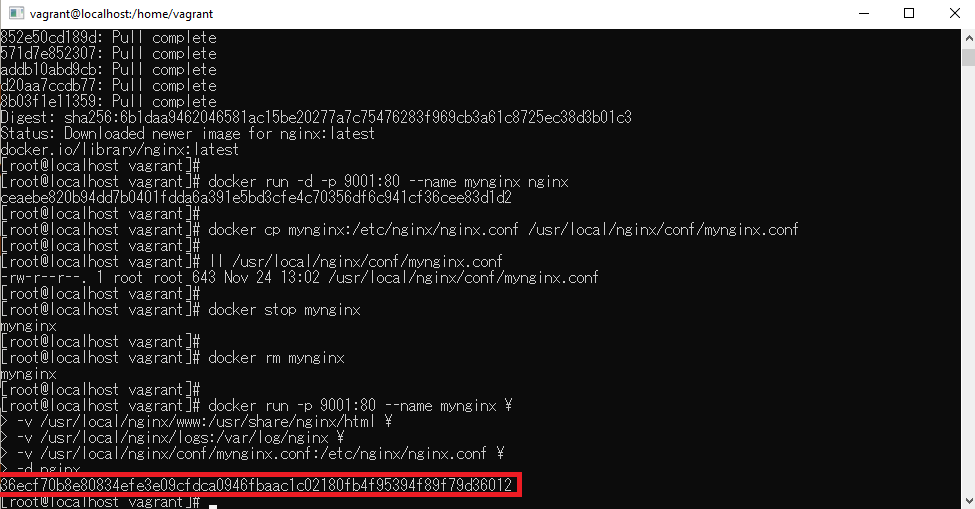 vagrant@localhost:/home/vagrant
852e50cd189d: Pull complete
571d7e852307: Pull complete
addb10abd9cb: Pull complete
d20aa7ccdb77: Pull complete
8b03f1e11359: Pull complete
Digest: sha256:6b1daa9462046581ac15be20277a7c75476283f969cb3a61c8725ec38d3b01c3
Status: Downloaded newer image for nginx:latest
docker.io/library/nginx:latest
[root@localhost vagrant]#
[root@localhost vagrant]# docker run -d -p 9001:80 --name mynginx nginx
ceaebe820b94dd7b0401fdda6a391e5bd3cfe4c70356df6c941cf36cee83d1d2
[root@localhost vagrant]#
[root@localhost vagrant]# docker cp mynginx:/etc/nginx/nginx.conf /usr/local/nginx/conf/mynginx.conf
[root@localhost vagrant]#
[root@localhost vagrant]# ll /usr/local/nginx/conf/mynginx.conf
-rw-r--r--. 1 root root 643 Nov 24 13:02 /usr/local/nginx/conf/mynginx.conf
[root@localhost vagrant]#
[root@localhost vagrant]# docker stop mynginx
mynginx
[root@localhost vagrant]#
[root@localhost vagrant]# docker rm mynginx
mynginx
[root@localhost vagrant]#
[root@localhost vagrant]# docker run -p 9001:80 --name mynginx ¥
> -v /usr/local/nginx/www:/usr/share/nginx/html ¥
> -v /usr/local/nginx/logs:/var/log/nginx ¥
> -v /usr/local/nginx/conf/mynginx.conf:/etc/nginx/nginx.conf ¥
> -d nginx
36ecf70b8e80834efe3e09cfdca0946fbaac1c02180fb4f95394f89f79d36012
[root@localhost vagrant]#